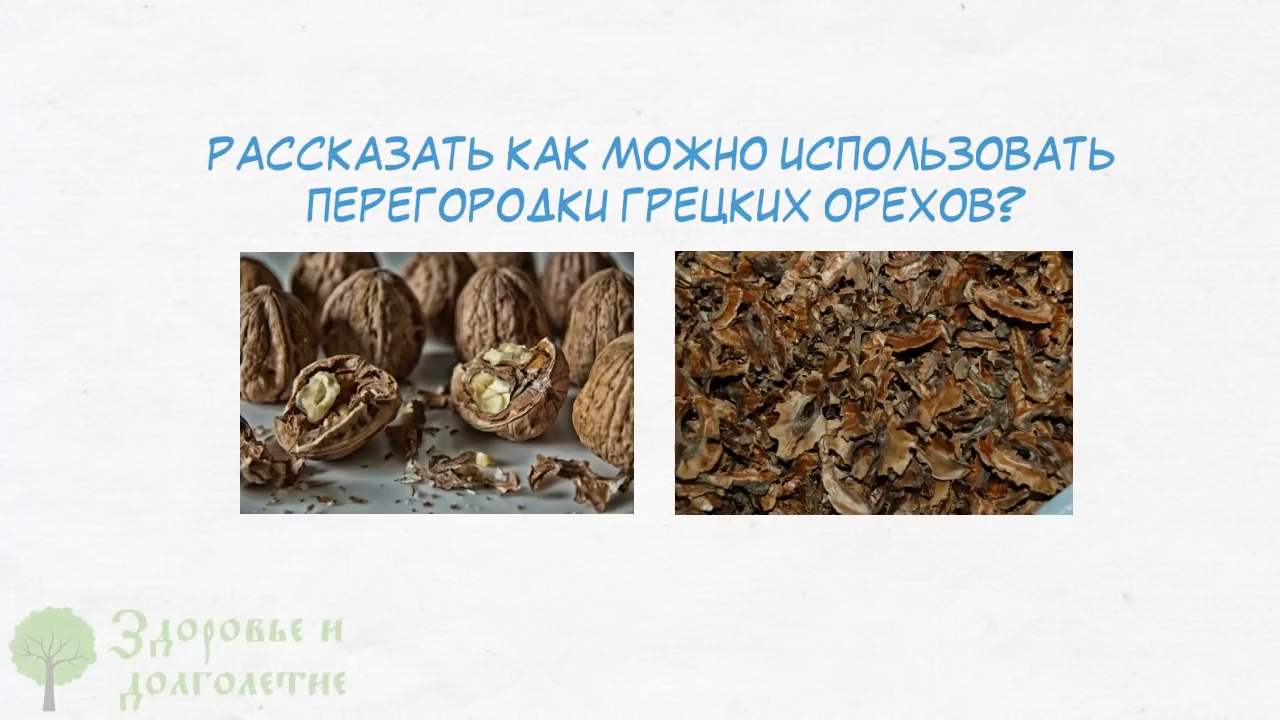 РАССКАЗАТЬ КАК МОЖНО ИСПОЛЬЗОВАТЬ
ПЕРЕГОРОДКИ ГРЕЦКИХ ОРЕХОВ?
Здоровье и
долголетие